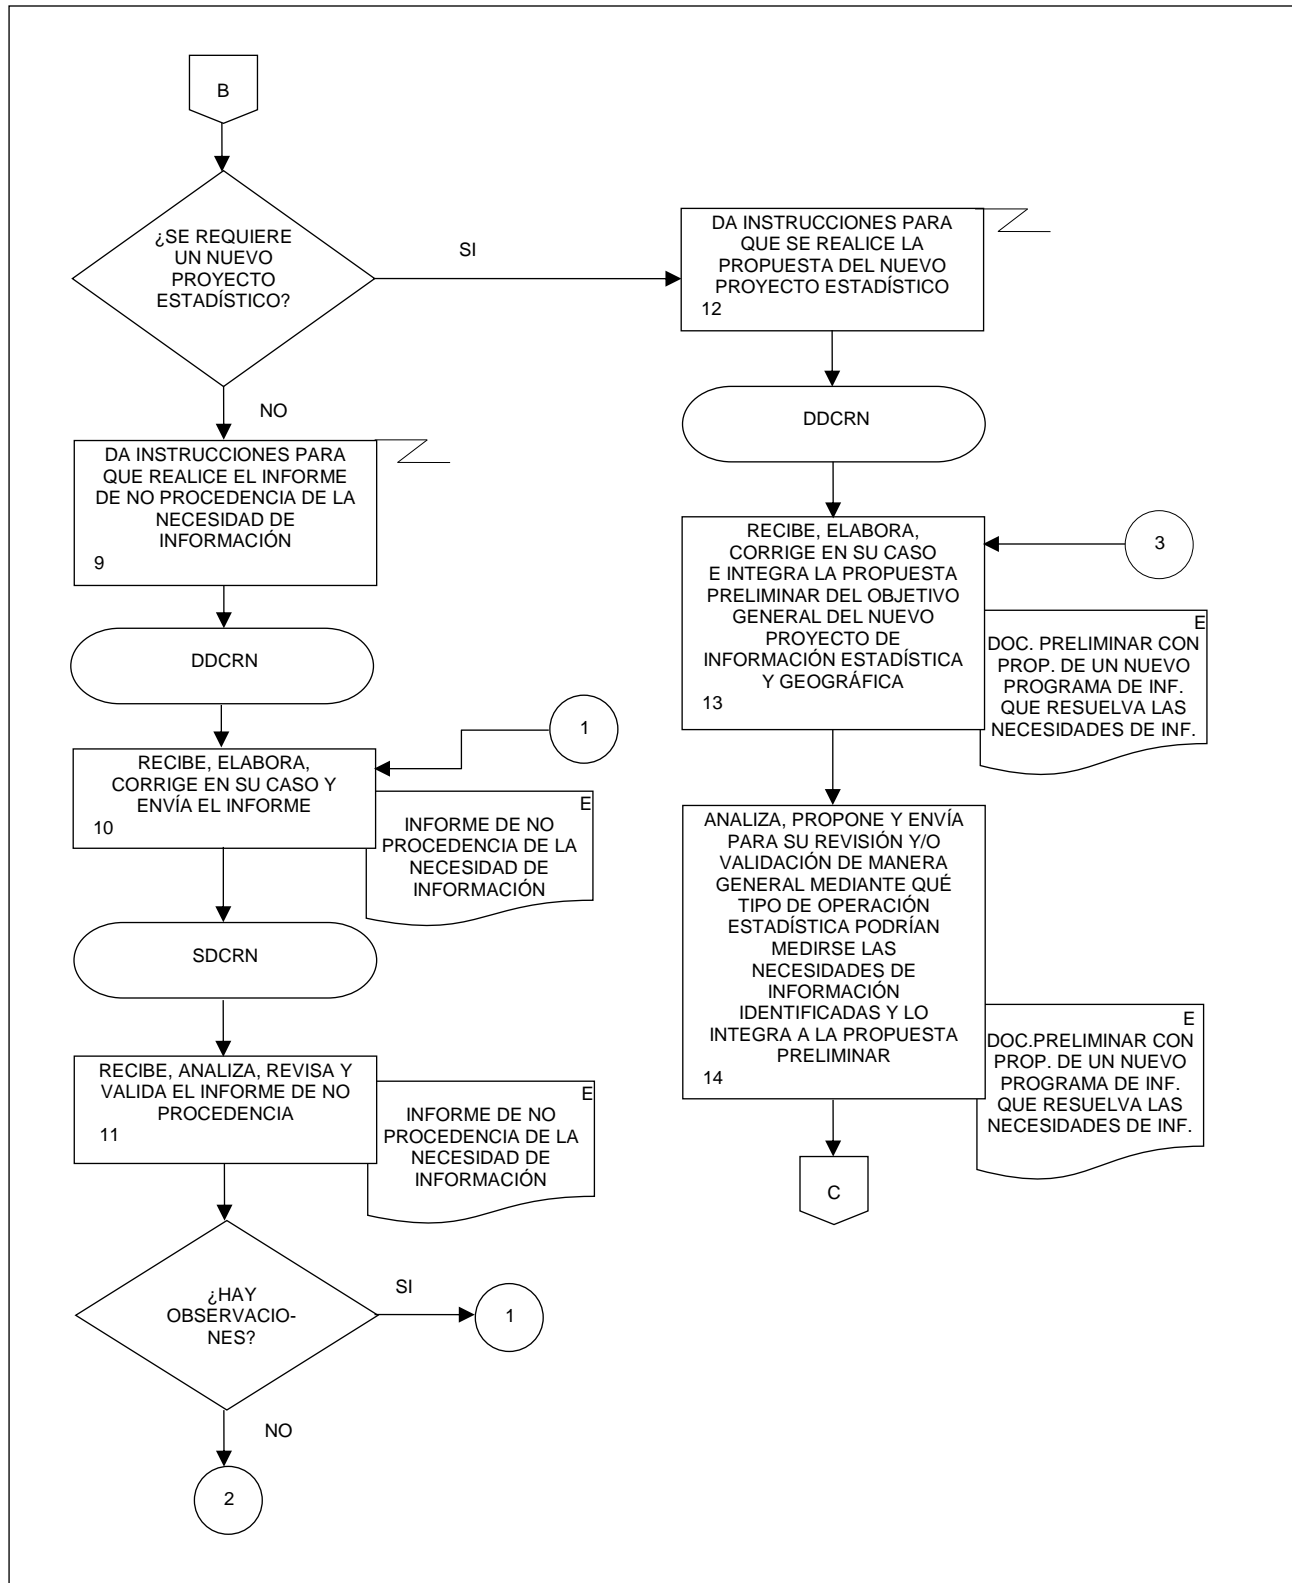 B
¿SE REQUIERE
UN NUEVO
PROYECTO
ESTADÍSTICO?
SI
NO
DA INSTRUCCIONES PARA
QUE REALICE EL INFORME
DE NO PROCEDENCIA DE LA
NECESIDAD DE
INFORMACIÓN
9
DDCRN
1
RECIBE, ELABORA,
CORRIGE EN SU CASO Y
ENVÍA EL INFORME
10
E
INFORME DE NO
PROCEDENCIA DE LA
NECESIDAD DE
INFORMACIÓN
SDCRN
RECIBE, ANALIZA, REVISA Y
VALIDA EL INFORME DE NO
PROCEDENCIA
11
E
INFORME DE NO
PROCEDENCIA DE LA
NECESIDAD DE
INFORMACIÓN
¿HAY
OBSERVACIO-
NES?
SI
1
NO
2
DA INSTRUCCIONES PARA
QUE SE REALICE LA
PROPUESTA DEL NUEVO
PROYECTO ESTADÍSTICO
12
DDCRN
RECIBE, ELABORA,
CORRIGE EN SU CASO
E INTEGRA LA PROPUESTA
PRELIMINAR DEL OBJETIVO
GENERAL DEL NUEVO
PROYECTO DE
INFORMACIÓN ESTADÍSTICA
Y GEOGRÁFICA
13
3
E
DOC. PRELIMINAR CON
PROP. DE UN NUEVO
PROGRAMA DE INF.
QUE RESUELVA LAS
NECESIDADES DE INF.
ANALIZA, PROPONE Y ENVÍA
PARA SU REVISIÓN Y/O
VALIDACIÓN DE MANERA
GENERAL MEDIANTE QUÉ
TIPO DE OPERACIÓN
ESTADÍSTICA PODRÍAN
MEDIRSE LAS
NECESIDADES DE
INFORMACIÓN
IDENTIFICADAS Y LO
INTEGRA A LA PROPUESTA
PRELIMINAR
14
E
DOC.PRELIMINAR CON
PROP. DE UN NUEVO
PROGRAMA DE INF.
QUE RESUELVA LAS
NECESIDADES DE INF.
C